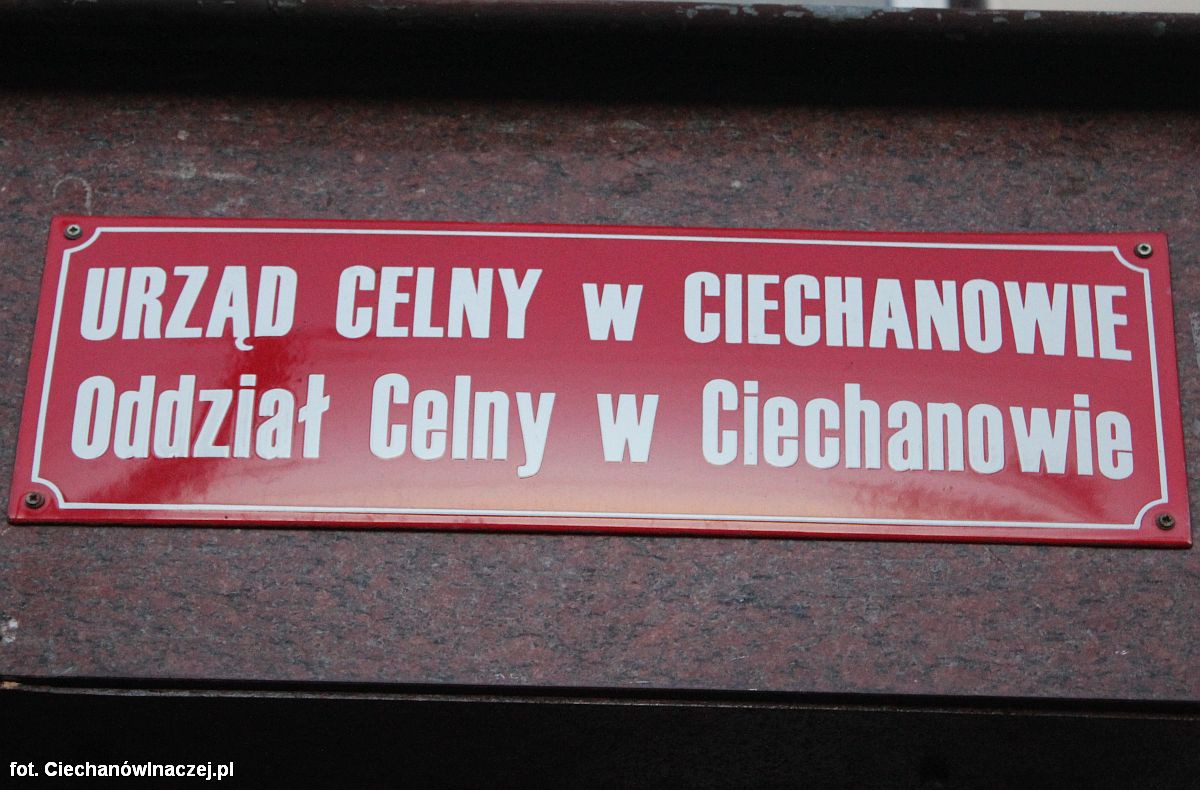 URZĄD CELNY w CIECHANOWIE
Oddział Celny w Ciechanowie
fot. CiechanówInaczej.pl